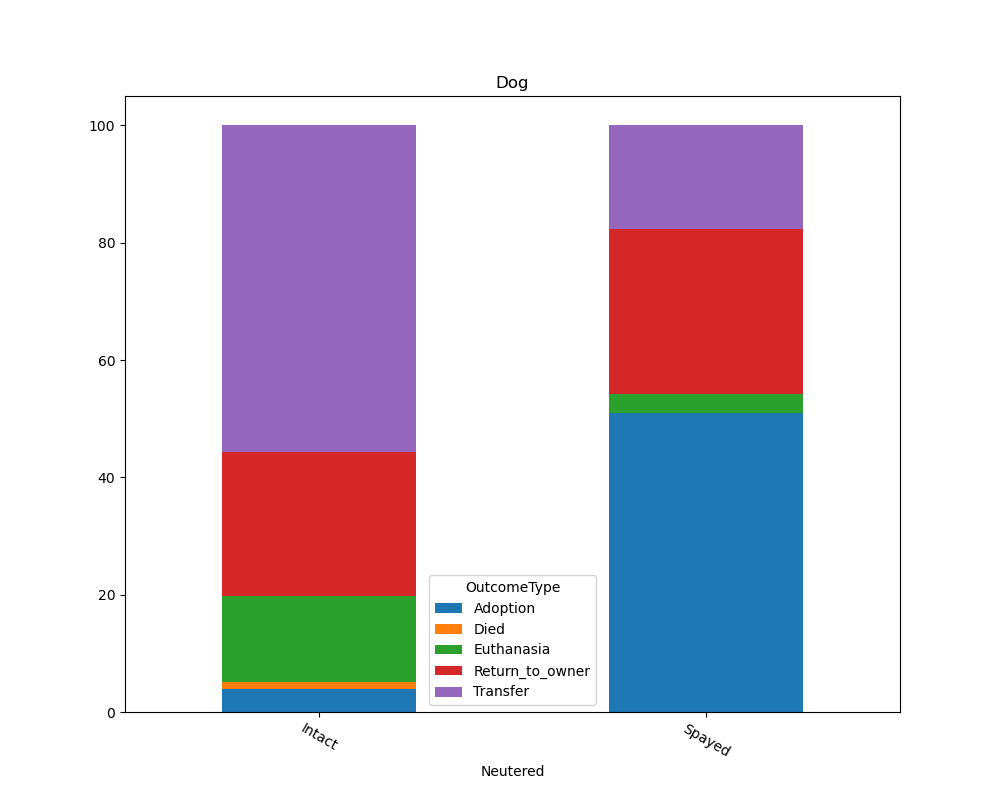 Dog
100
80
60
40
20
0
OutcomeType
Adoption
Died
Euthanasia
Return_to_owner
Transfer
Intact
Spayed
Neutered